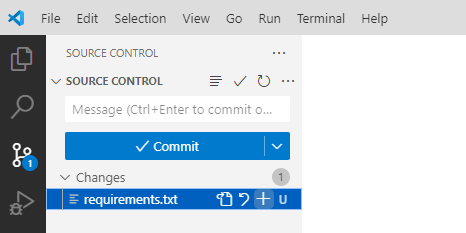 File Edit Selection View Go Run Terminal Help
SOURCE CONTROL
SOURCE CONTROL
Message (Ctrl+Enter to commit o...
Commit
Changes 1
requirements.txt U
1